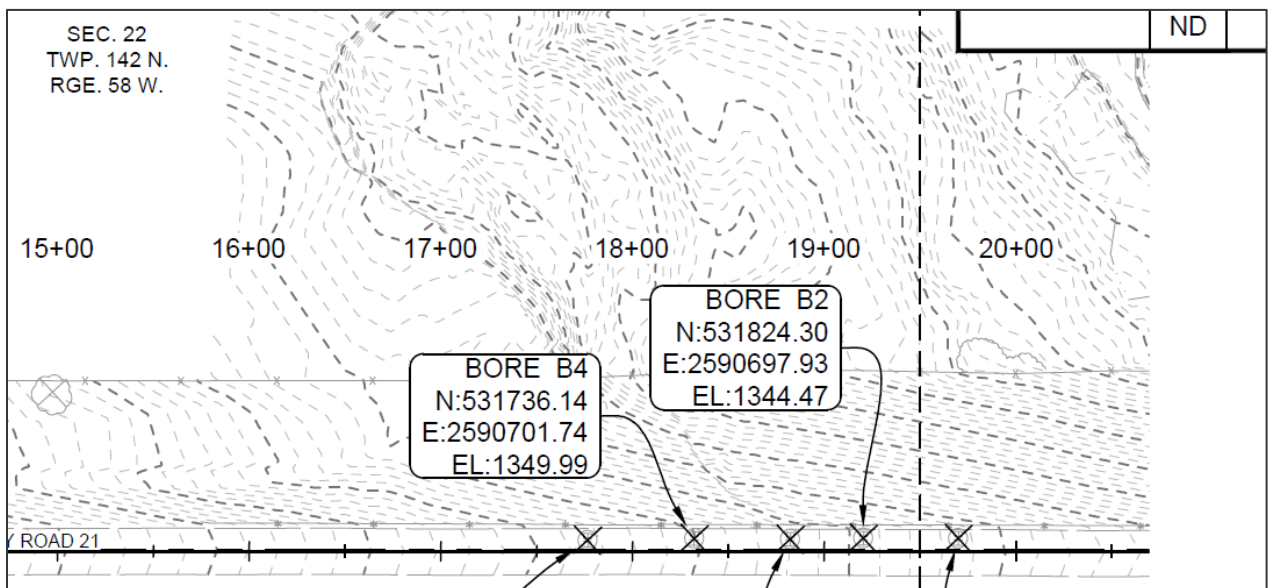 SEC. 22
TWP. 142 N.
RGE. 58 W.
ND
15+00 16+00 17+00 18+00 19+00 20+00
BORE B2
N:531824.30
E:2590697.93
EL:1344.47
BORE B4
N:531736.14
E:2590701.74
EL:1349.99
Y ROAD 21